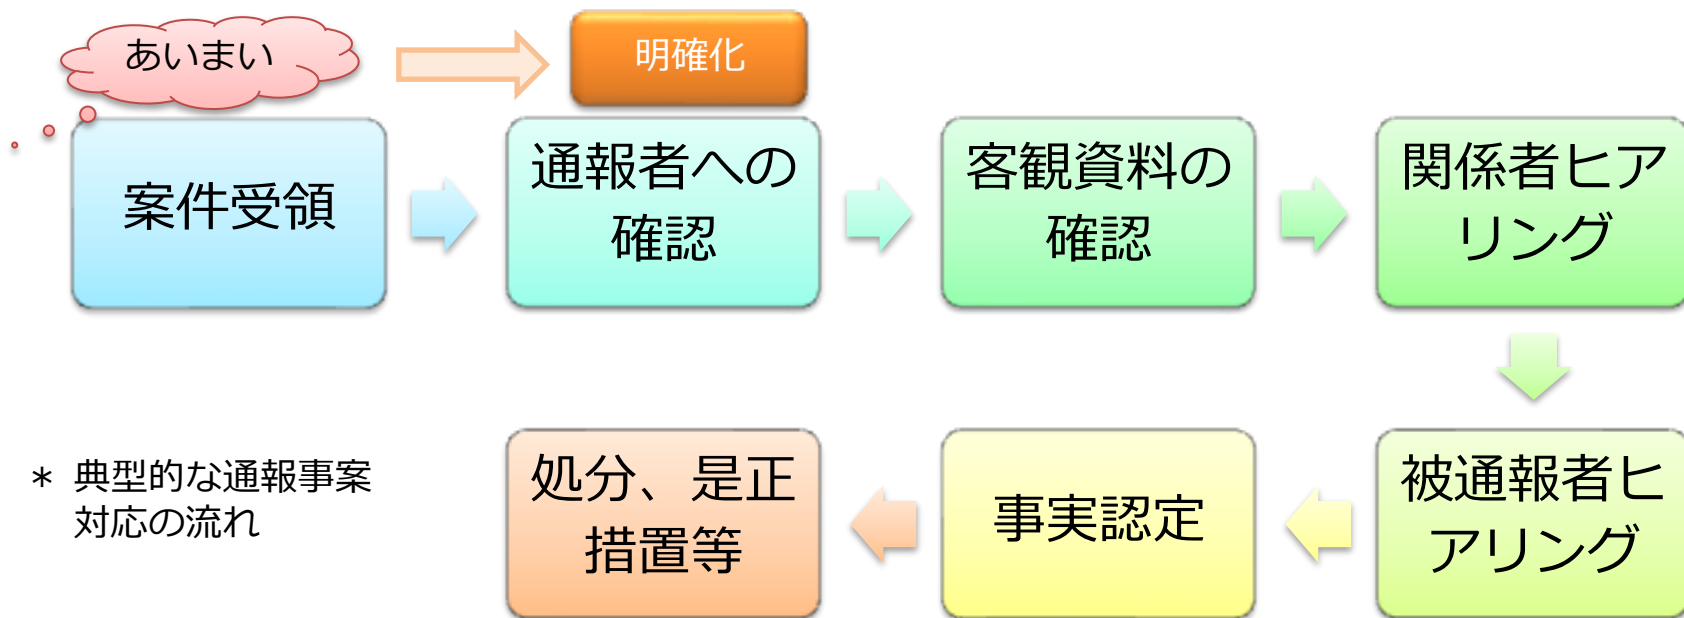 あいまい
明確化
案件受領
通報者への
確認
客観資料の
確認
関係者ヒア
リング
被通報者ヒ
アリング
事実認定
処分、是正
措置等
* 典型的な通報事案
対応の流れ